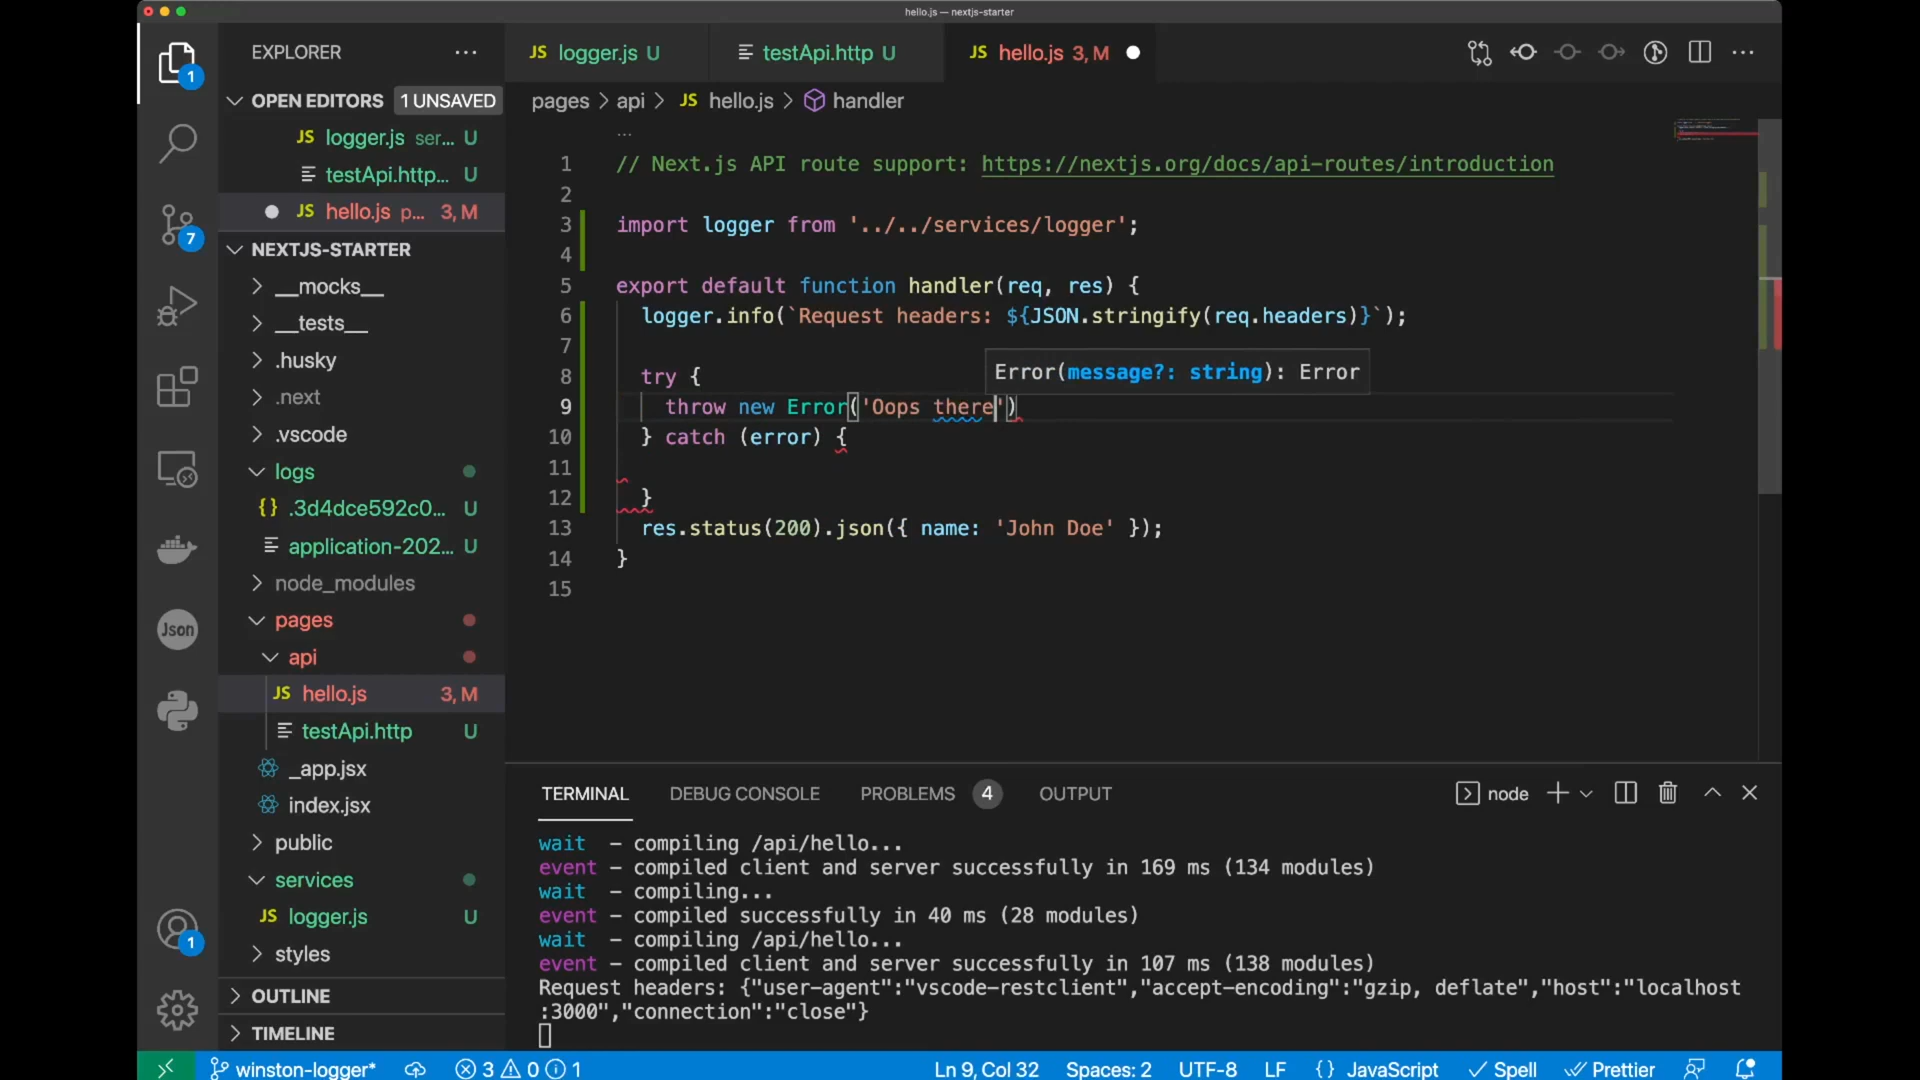 hello.js — nextjs-starter
EXPLORER ...
JS logger.js U
testApi.http U
JS hello.js 3, M
1
OPEN EDITORS 1 UNSAVED
pages > api > JS hello.js > handler
JS logger.js ser... U
testApi.http... U
JS hello.js p... 3, M
7
NEXTJS-STARTER
__mocks__
__tests__
.husky
.next
.vscode
logs
{} .3d4dce592c0... U
application-202... U
node_modules
pages
api
JS hello.js 3, M
testApi.http U
_app.jsx
index.jsx
public
services
JS logger.js U
styles
OUTLINE
TIMELINE
Json
1
...
1 // Next.js API route support: https://nextjs.org/docs/api-routes/introduction
2
3 import logger from '../../services/logger';
4
5 export default function handler(req, res) {
6 logger.info(`Request headers: ${JSON.stringify(req.headers)}`);
7
Error(message?: string): Error
8 try {
9 throw new Error('Oops there')
10 } catch (error) {
11
12 }
13 res.status(200).json({ name: 'John Doe' });
14 }
15
TERMINAL DEBUG CONSOLE PROBLEMS 4 OUTPUT
node
wait – compiling /api/hello...
event – compiled client and server successfully in 169 ms (134 modules)
wait – compiling...
event – compiled successfully in 40 ms (28 modules)
wait – compiling /api/hello...
event – compiled client and server successfully in 107 ms (138 modules)
Request headers: {"user-agent":"vscode-restclient","accept-encoding":"gzip, deflate","host":"localhost
:3000","connection":"close"}
winston-logger* 3 0 1 Ln 9, Col 32 Spaces: 2 UTF-8 LF {} JavaScript Spell Prettier